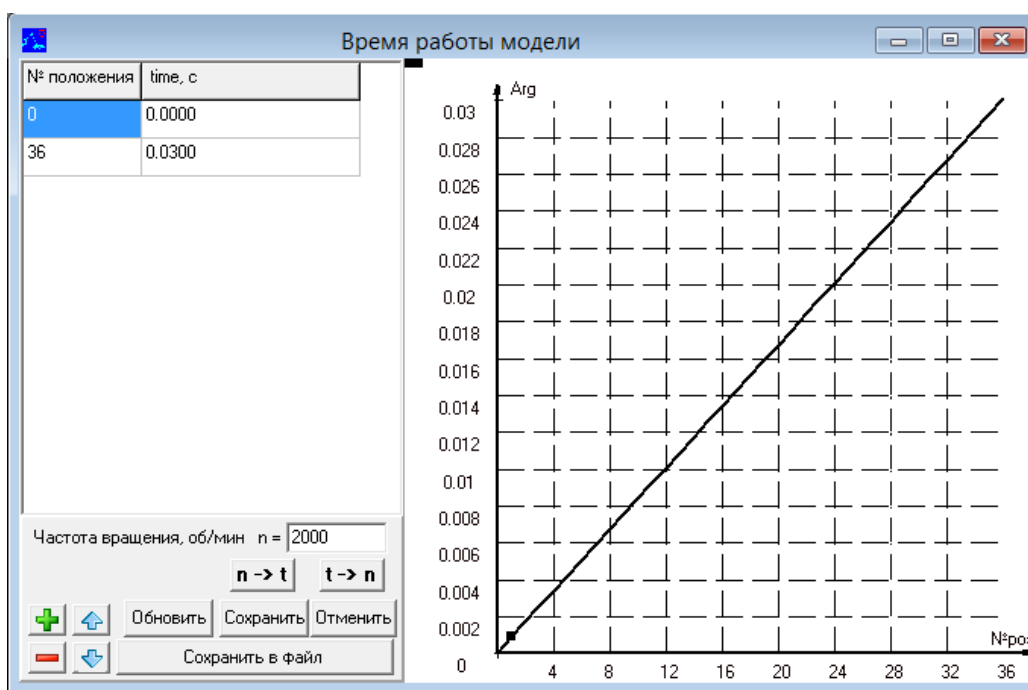 Время работы модели
№ положения time, с
0 0.0000
36 0.0300
Частота вращения, об/мин n = 2000
n -> t t -> n
Обновить Сохранить Отменить
Сохранить в файл
Arg
0.03
0.028
0.026
0.024
0.022
0.02
0.018
0.016
0.014
0.012
0.01
0.008
0.006
0.004
0.002
0
№по
4 8 12 16 20 24 28 32 36